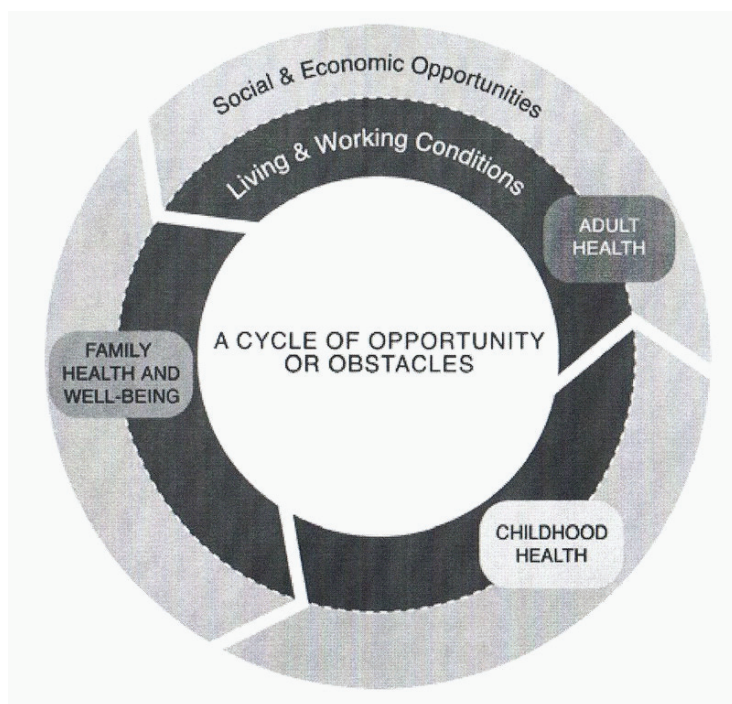 Social & Economic Opportunities
Living & Working Conditions
ADULT
HEALTH
A CYCLE OF OPPORTUNITY
OR OBSTACLES
FAMILY
HEALTH AND
WELL-BEING
CHILDHOOD
HEALTH